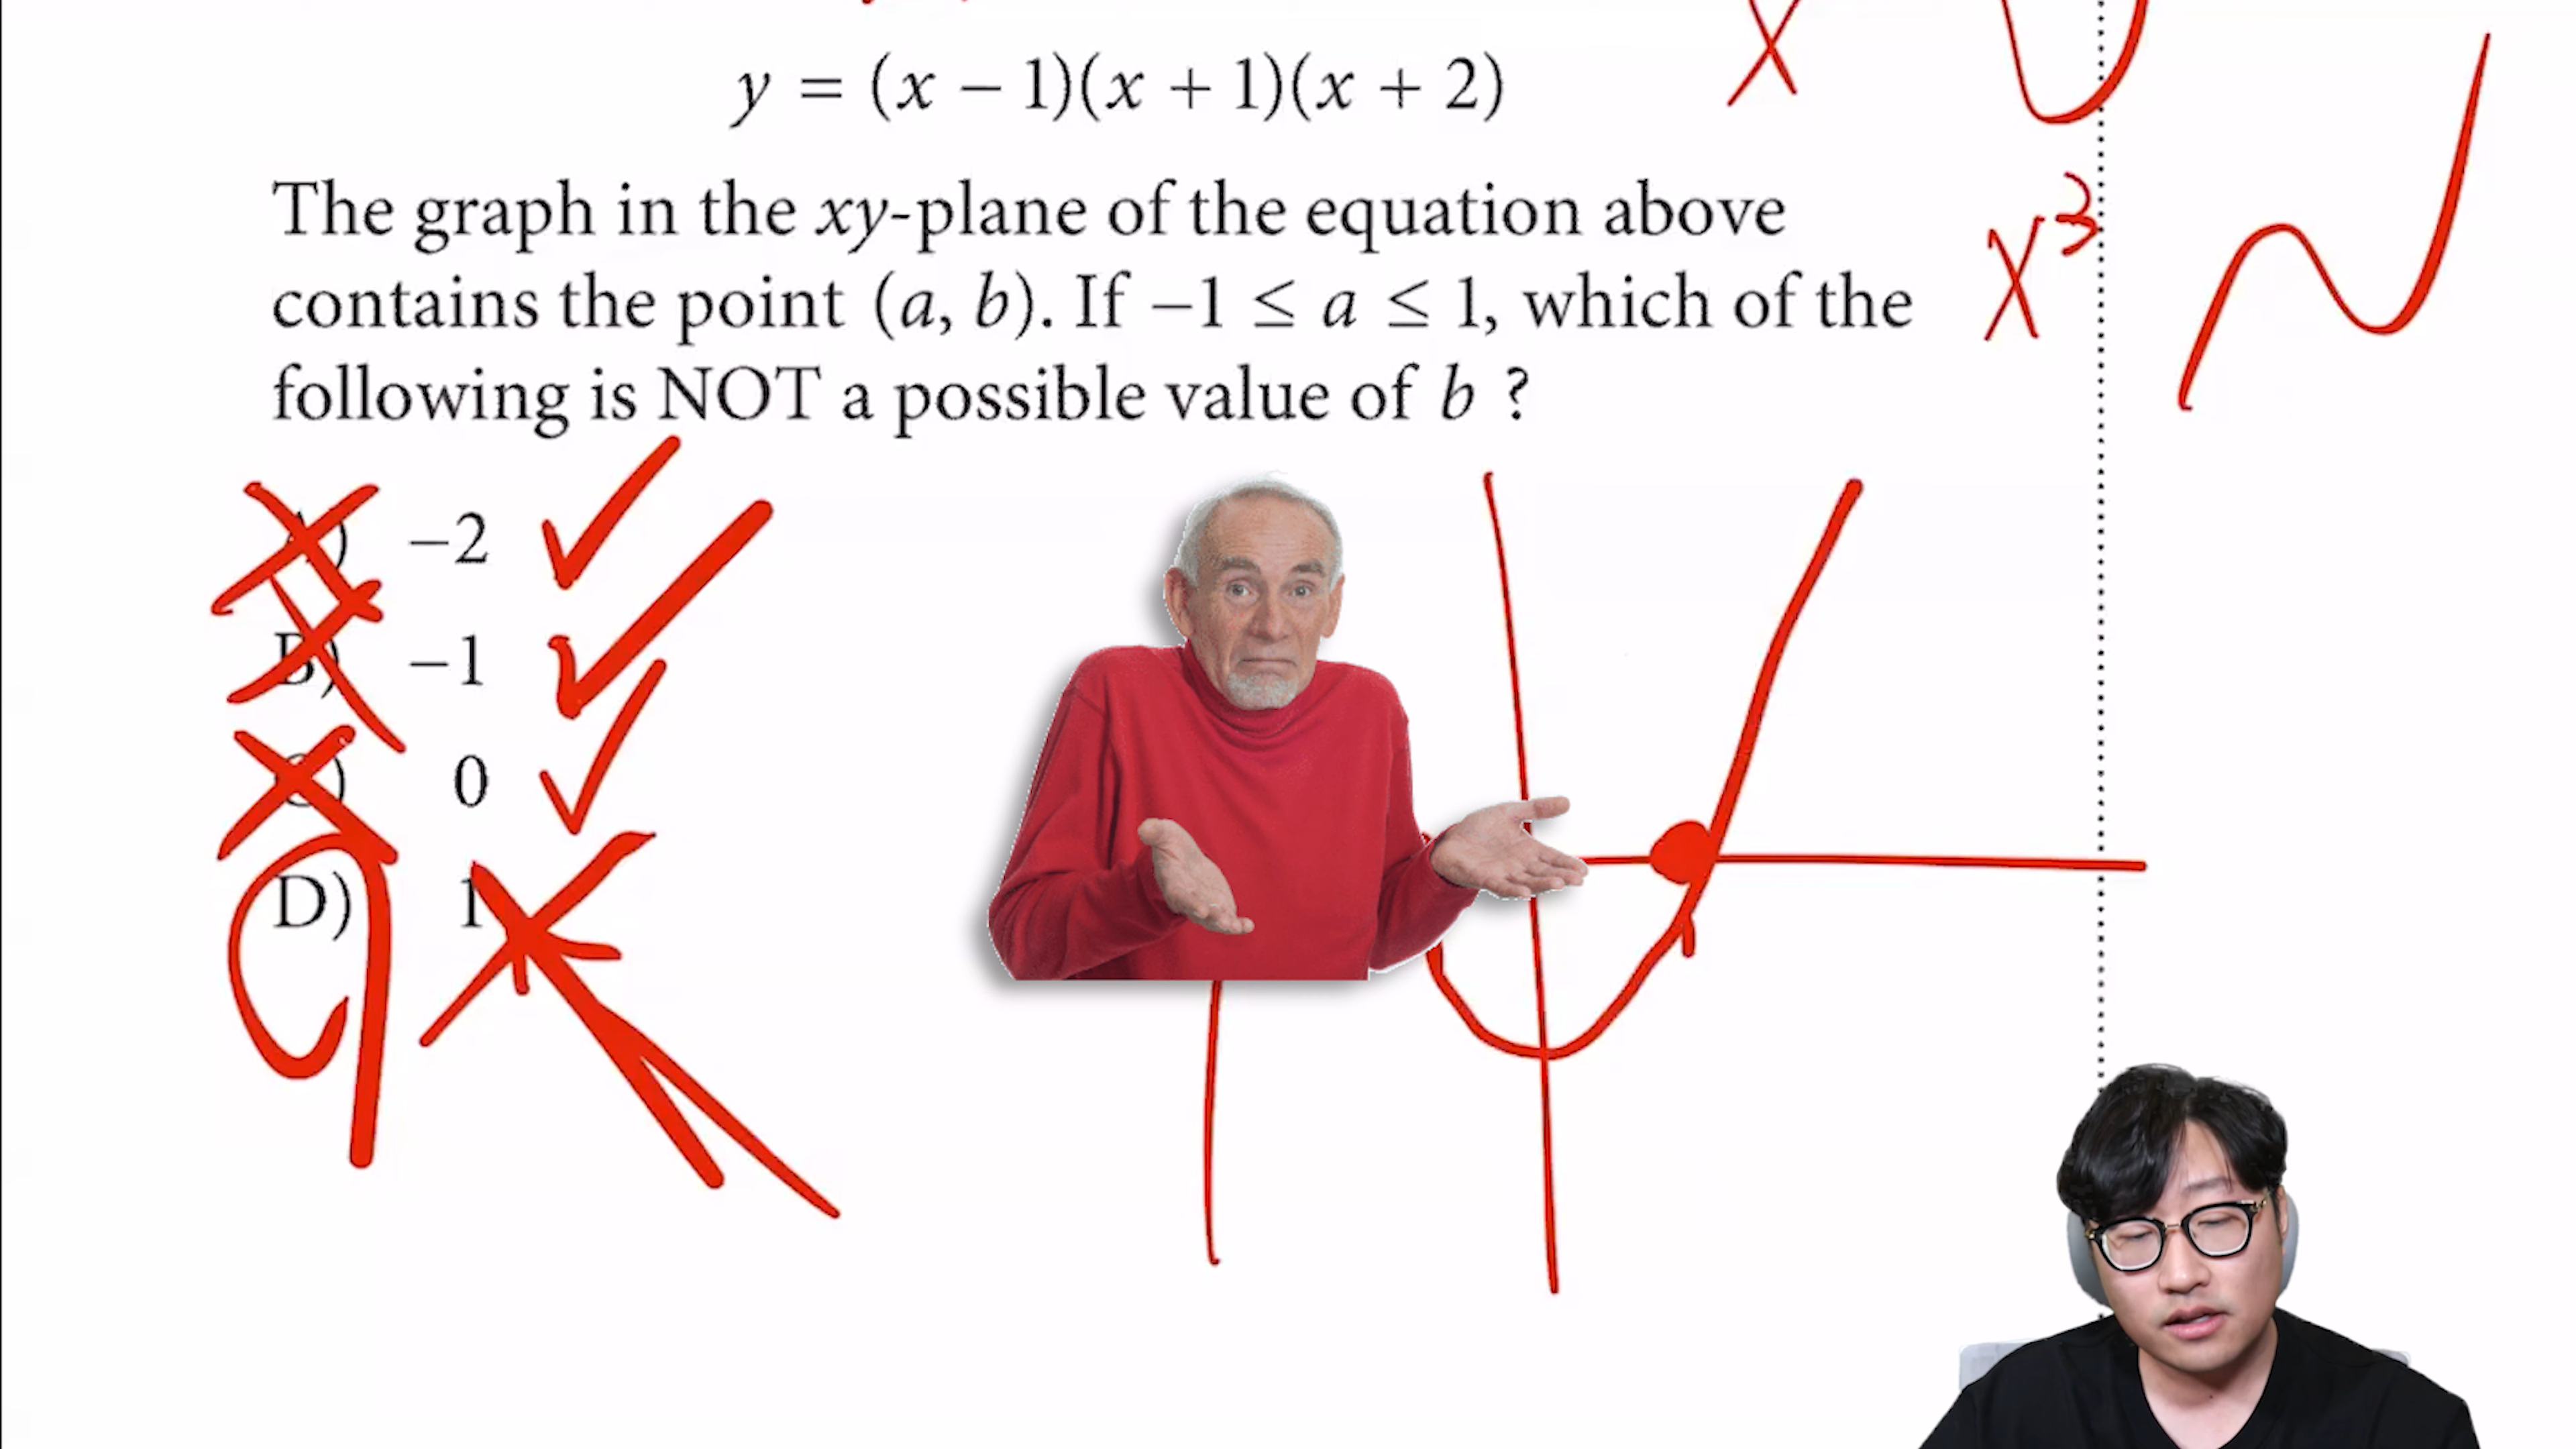 y = (x − 1)(x + 1)(x + 2)
x
x³
The graph in the xy-plane of the equation above
contains the point (a, b). If −1 ≤ a ≤ 1, which of the
following is NOT a possible value of b ?
A) −2
B) −1
C) 0
D) 1